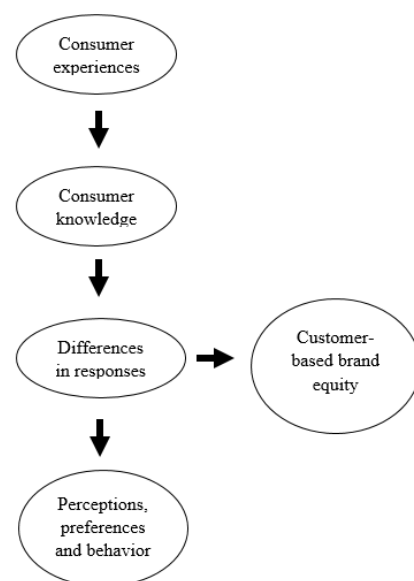 Consumer
experiences
Consumer
knowledge
Differences
in responses
Customer-
based brand
equity
Perceptions,
preferences
and behavior